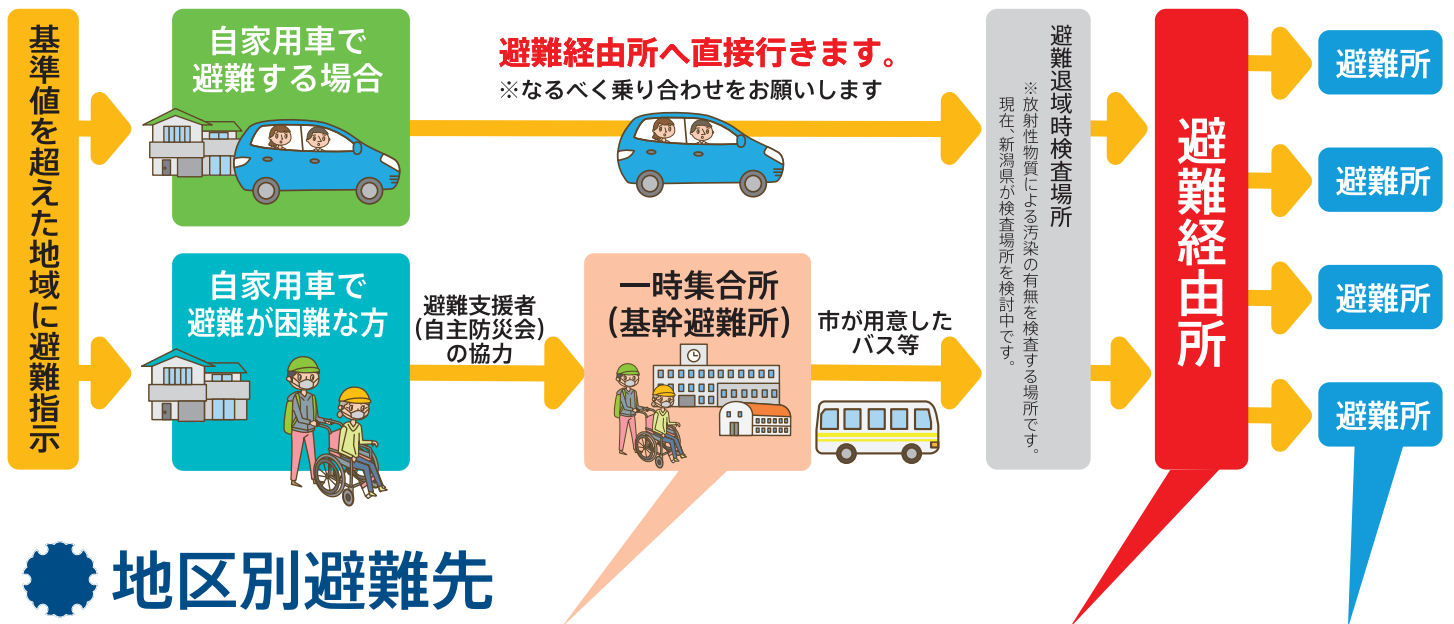 基準値を超えた地域に避難指示
自家用車で
避難する場合
避難経由所へ直接行きます。
※なるべく乗り合わせをお願いします
自家用車で
避難が困難な方
避難支援者
(自主防災会)
の協力
一時集合所
(基幹避難所)
市が用意した
バス等
避難退域時検査場所
※放射性物質による汚染の有無を検査する場所です。
現在、新潟県が検査場所を検討中です。
避難経由所
避難所
避難所
避難所
避難所
地区別避難先